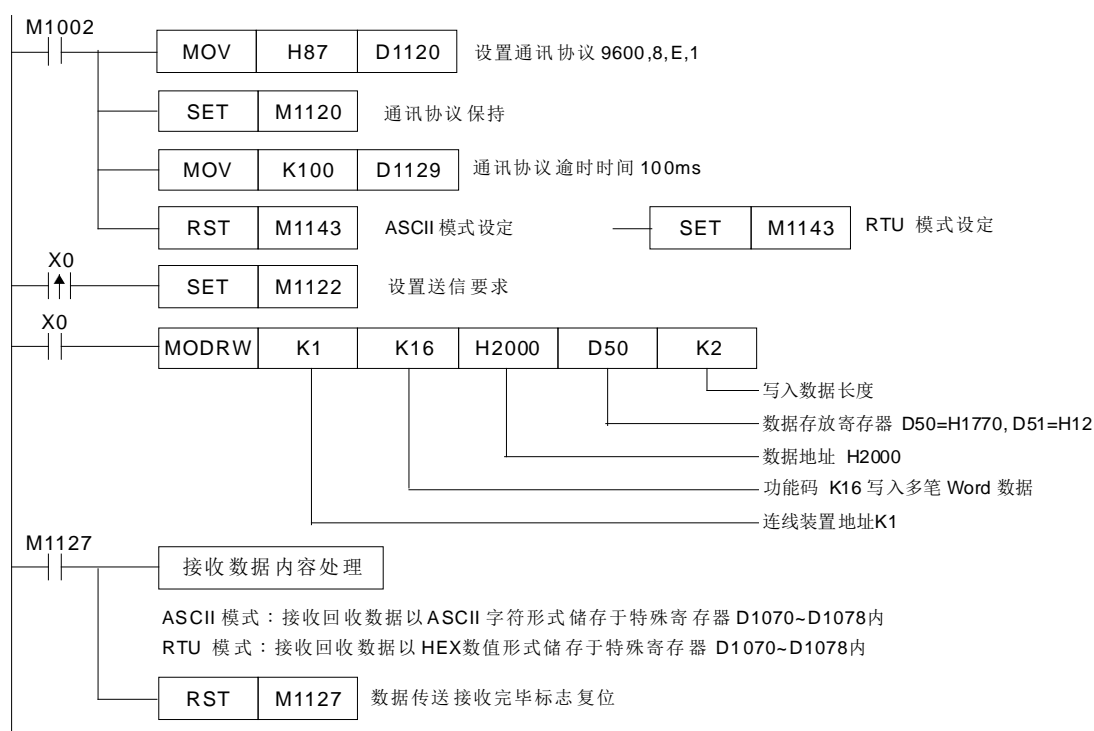 M1002
MOV H87 D1120 设置通讯协议 9600,8,E,1
SET M1120 通讯协议保持
MOV K100 D1129 通讯协议逾时时间 100ms
RST M1143 ASCII 模式设定 SET M1143 RTU 模式设定
X0
SET M1122 设置送信要求
X0
MODRW K1 K16 H2000 D50 K2
写入数据长度
数据存放寄存器 D50=H1770, D51=H12
数据地址 H2000
功能码 K16 写入多笔 Word 数据
连线装置地址K1
M1127
接收数据内容处理
ASCII 模式：接收回收数据以 ASCII 字符形式储存于特殊寄存器 D1070~D1078内
RTU 模式：接收回收数据以 HEX数值形式储存于特殊寄存器 D1070~D1078内
RST M1127 数据传送接收完毕标志复位